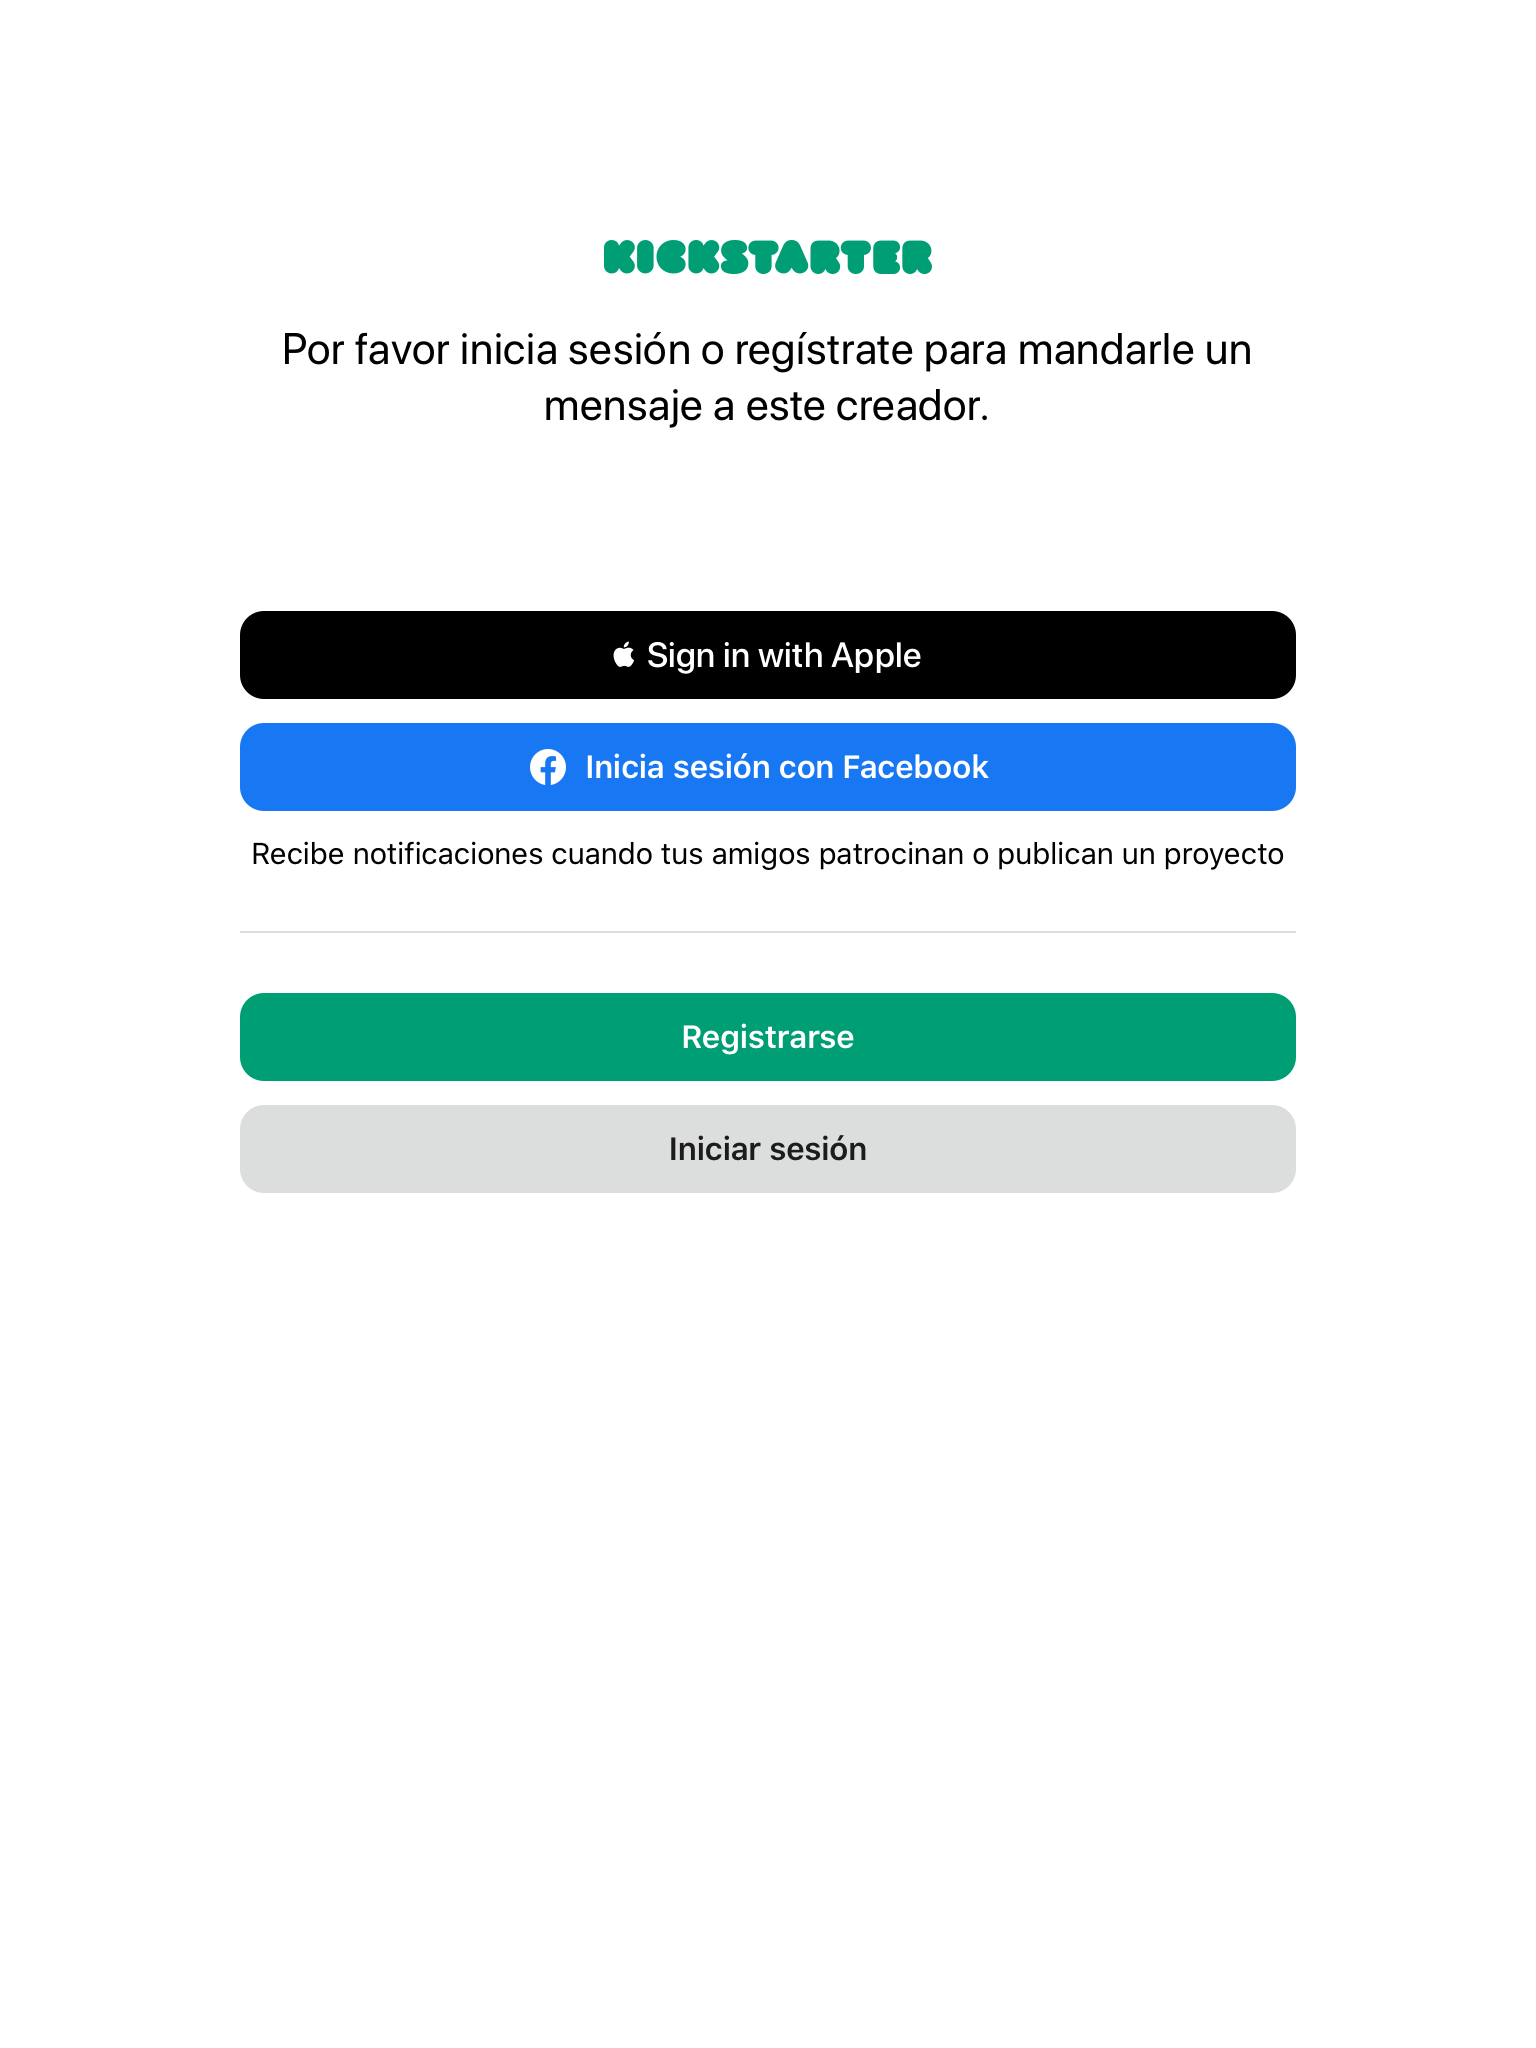 KICKSTARTER
Por favor inicia sesión o regístrate para mandarle un
mensaje a este creador.
Sign in with Apple
Inicia sesión con Facebook
Recibe notificaciones cuando tus amigos patrocinan o publican un proyecto
Registrarse
Iniciar sesión